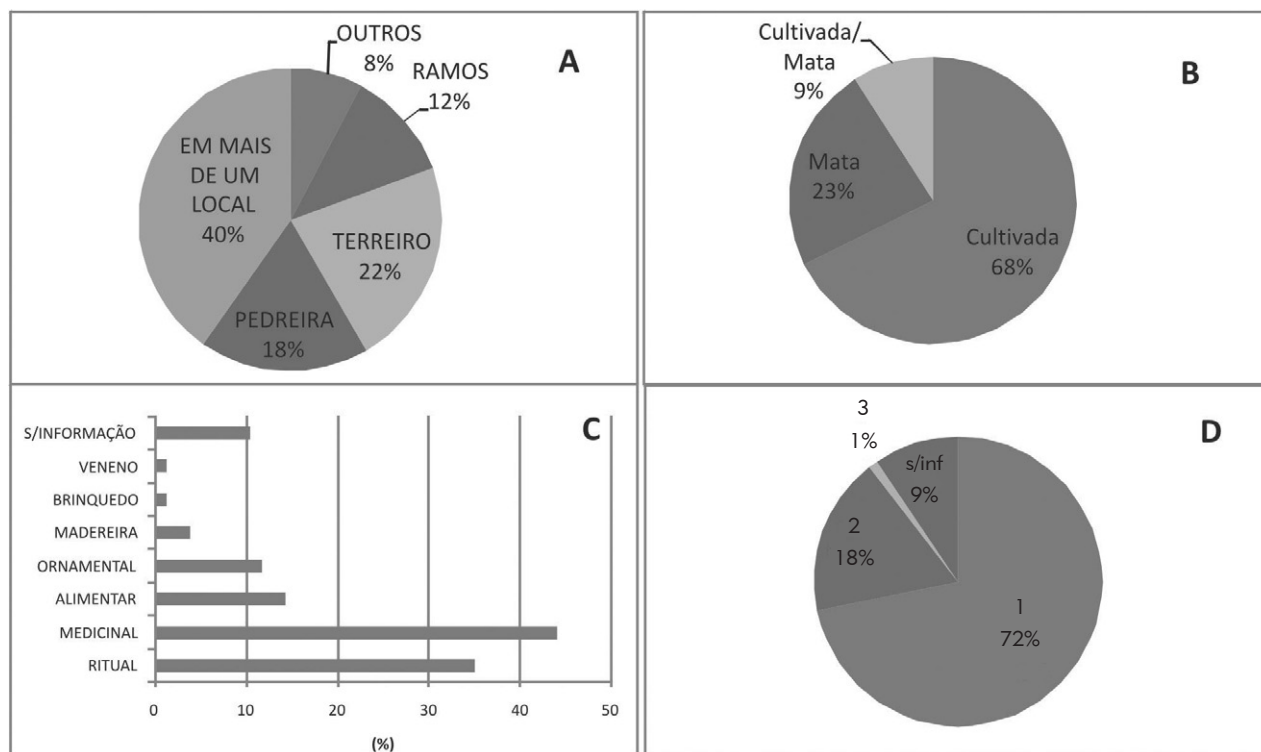 A
OUTROS
8%
RAMOS
12%
EM MAIS
DE UM
LOCAL
40%
TERREIRO
22%
PEDREIRA
18%
B
Cultivada/
Mata
9%
Mata
23%
Cultivada
68%
C
S/INFORMAÇÃO
VENENO
BRINQUEDO
MADEREIRA
ORNAMENTAL
ALIMENTAR
MEDICINAL
RITUAL
0 10 20 30 40 50
(%)
D
3
1%
s/inf
9%
2
18%
1
72%